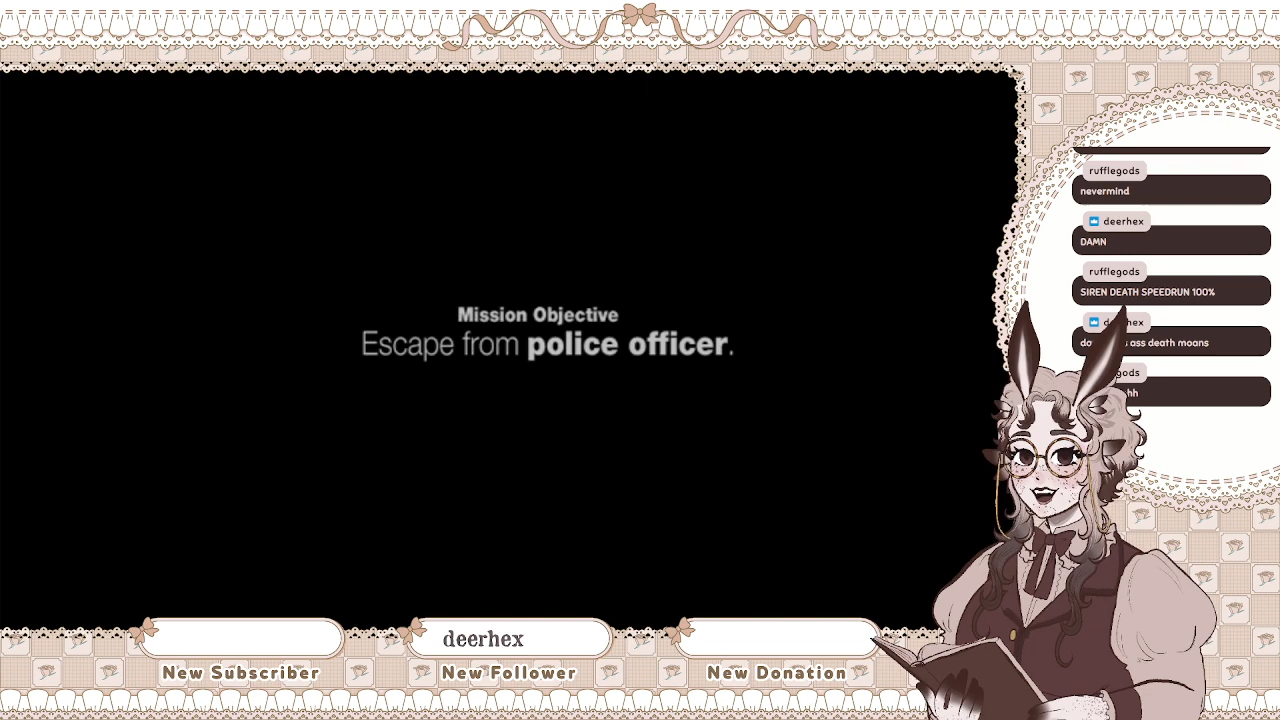 Mission Objective
Escape from police officer.
rufflegods
nevermind
deerhex
DAMN
rufflegods
SIREN DEATH SPEEDRUN 100%
ass death moans
deerhex
New Subscriber
New Follower
New Donation